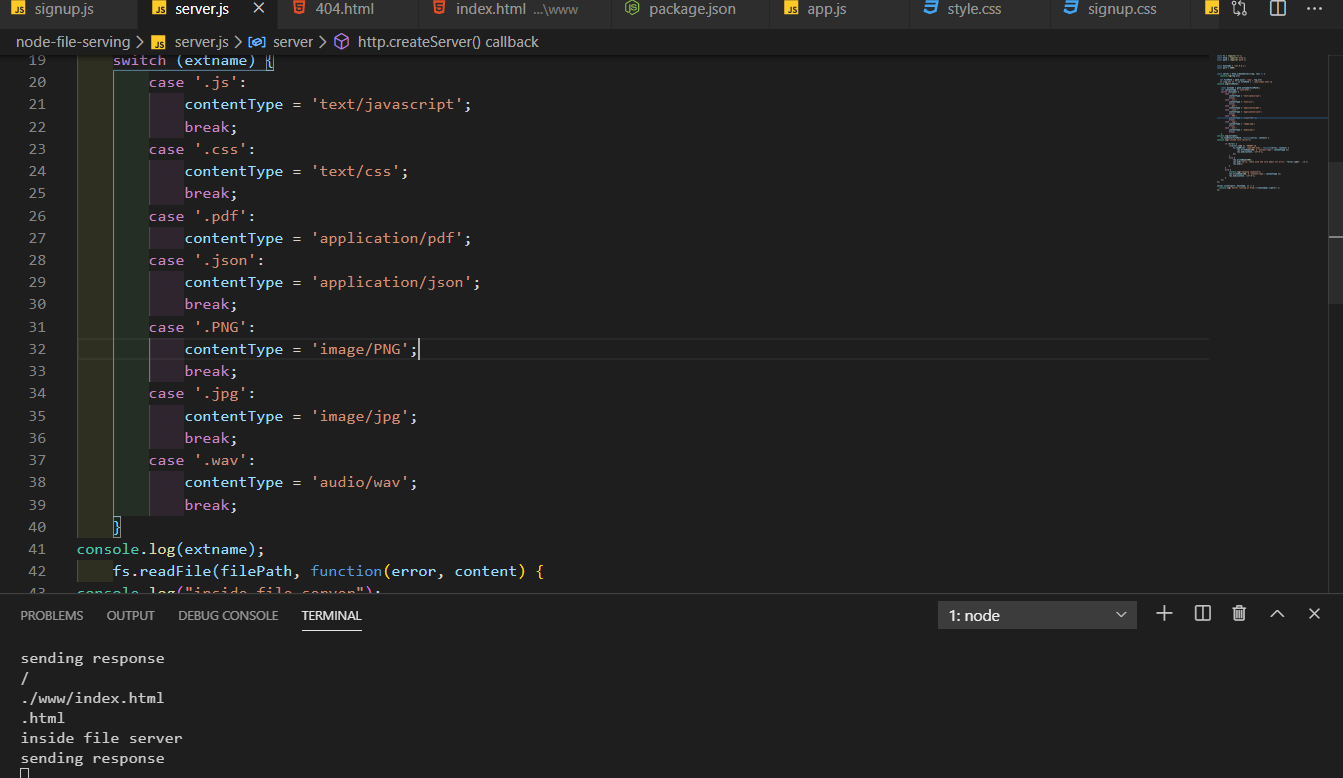 signup.js server.js 404.html index.html ...\www package.json app.js style.css signup.css
node-file-serving > server.js > server > http.createServer() callback
19 switch (extname) {
20 case '.js':
21 contentType = 'text/javascript';
22 break;
23 case '.css':
24 contentType = 'text/css';
25 break;
26 case '.pdf':
27 contentType = 'application/pdf';
28 case '.json':
29 contentType = 'application/json';
30 break;
31 case '.PNG':
32 contentType = 'image/PNG';
33 break;
34 case '.jpg':
35 contentType = 'image/jpg';
36 break;
37 case '.wav':
38 contentType = 'audio/wav';
39 break;
40 }
41 console.log(extname);
42 fs.readFile(filePath, function(error, content) {
43 console.log("inside file server");
PROBLEMS OUTPUT DEBUG CONSOLE TERMINAL 1: node
sending response
/
./www/index.html
.html
inside file server
sending response